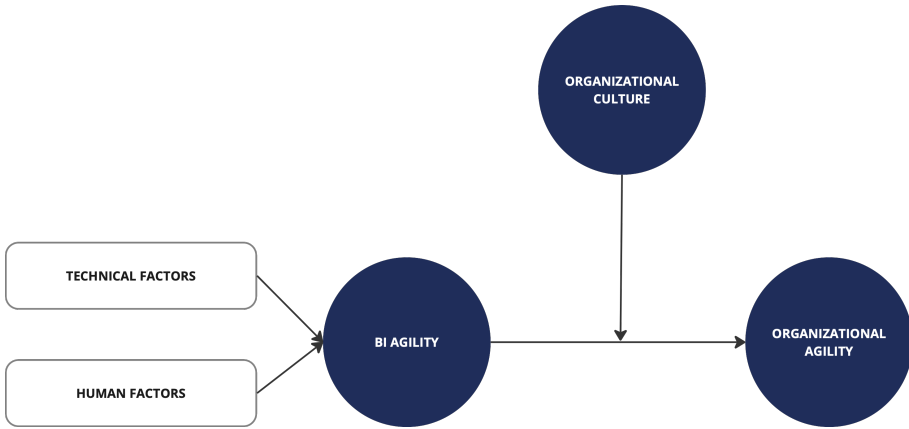 ORGANIZATIONAL
CULTURE
TECHNICAL FACTORS
HUMAN FACTORS
BI AGILITY
ORGANIZATIONAL
AGILITY